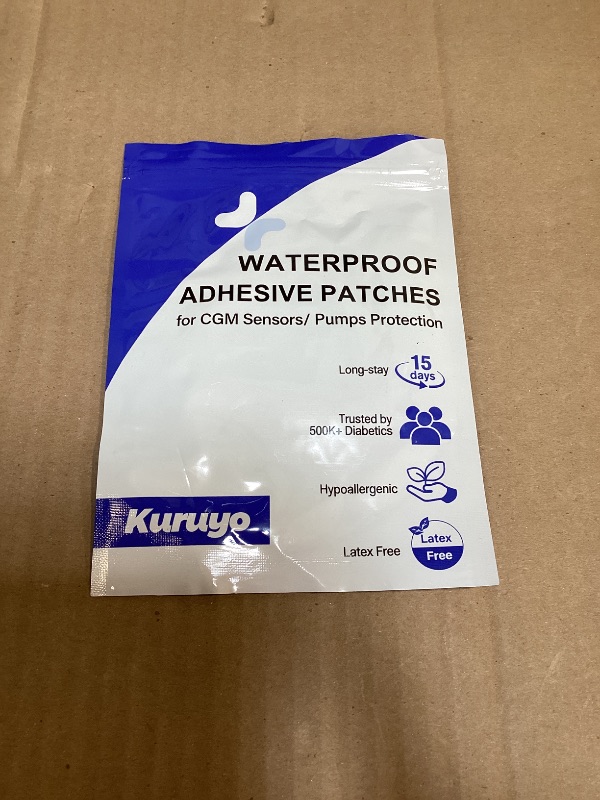 WATERPROOF
ADHESIVE PATCHES
for CGM Sensors/ Pumps Protection
Long-stay
15
days
Trusted by
500K+ Diabetics
Hypoallergenic
Latex Free
Latex
Free
Kuruyo